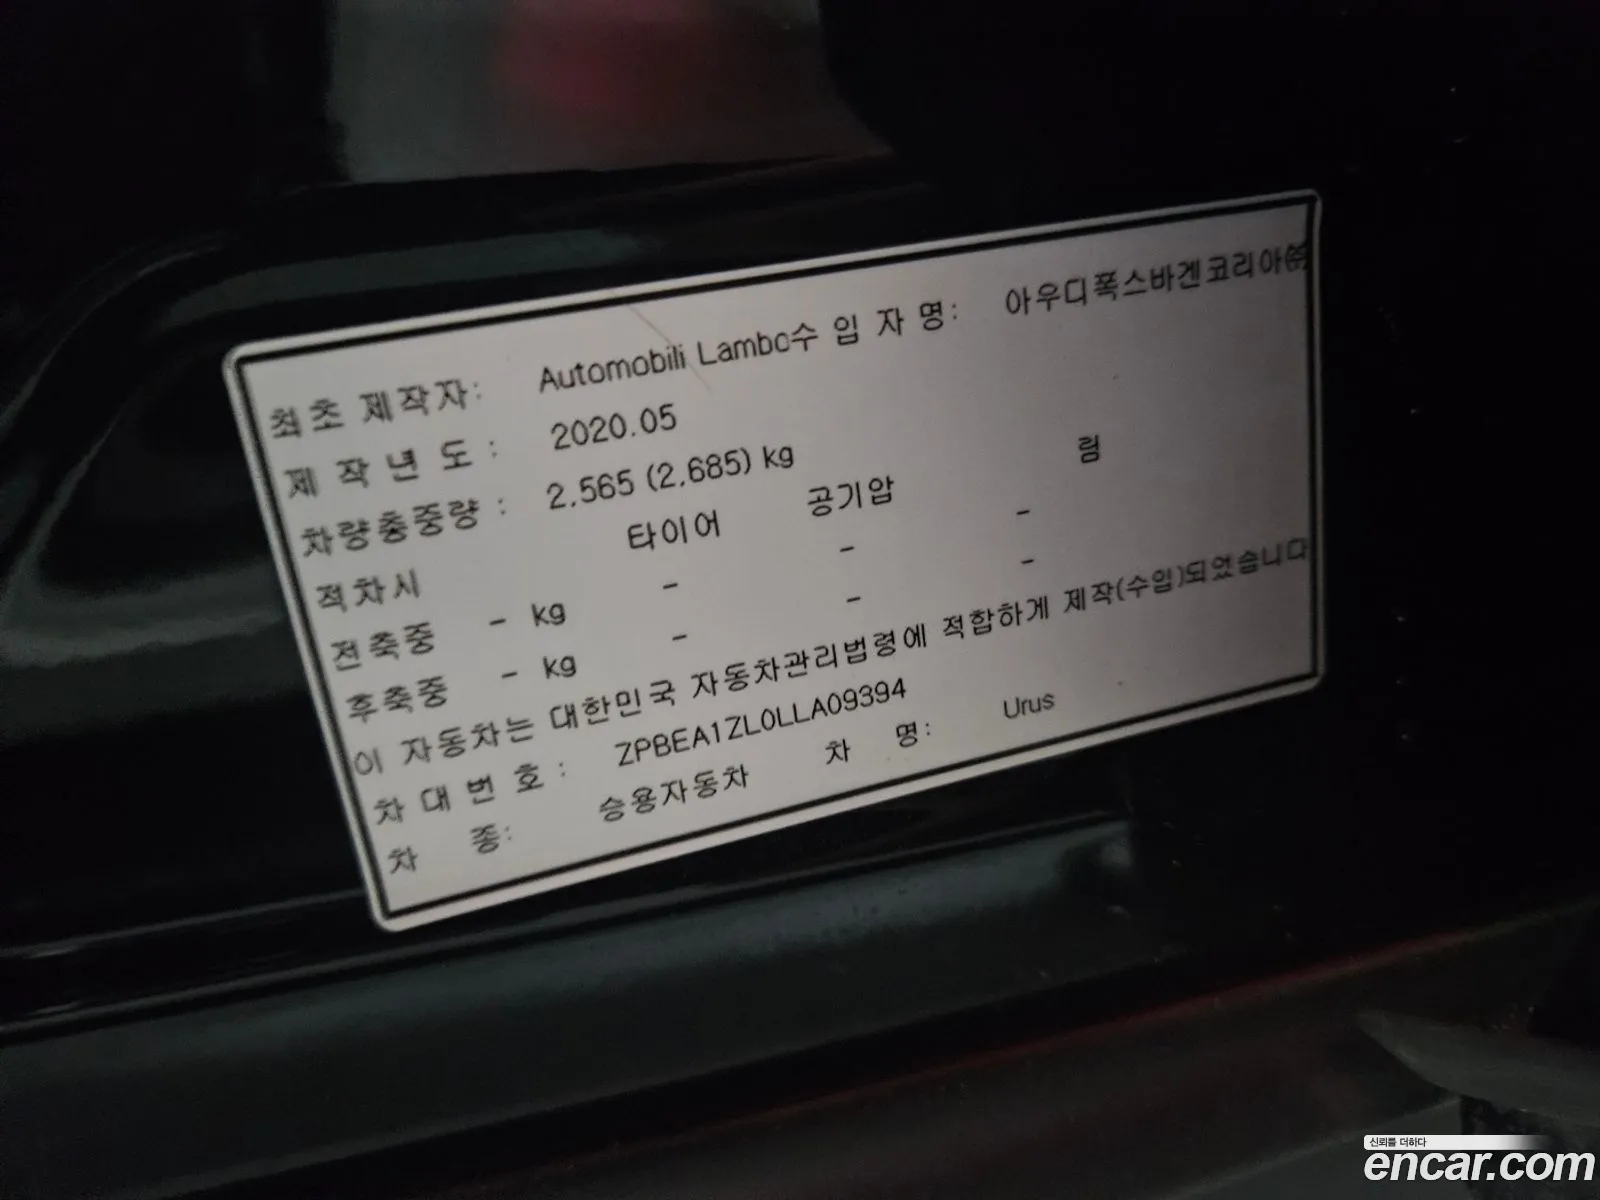 최초 제작자: Automobili Lambo수 입 자 명: 아우디폭스바겐코리아㈜
제 작 년 도 : 2020.05
차량총중량 : 2.565 (2.685) kg
적차시 타이어 공기압 림
전축중 - kg - - -
후축중 - kg - - -
이 자동차는 대한민국 자동차관리법령에 적합하게 제작(수입)되었습니다
차 대 번 호 : ZPBEA1ZL0LLA09394
차 종: 승용자동차 차 명: Urus
신뢰를 더하다
encar.com